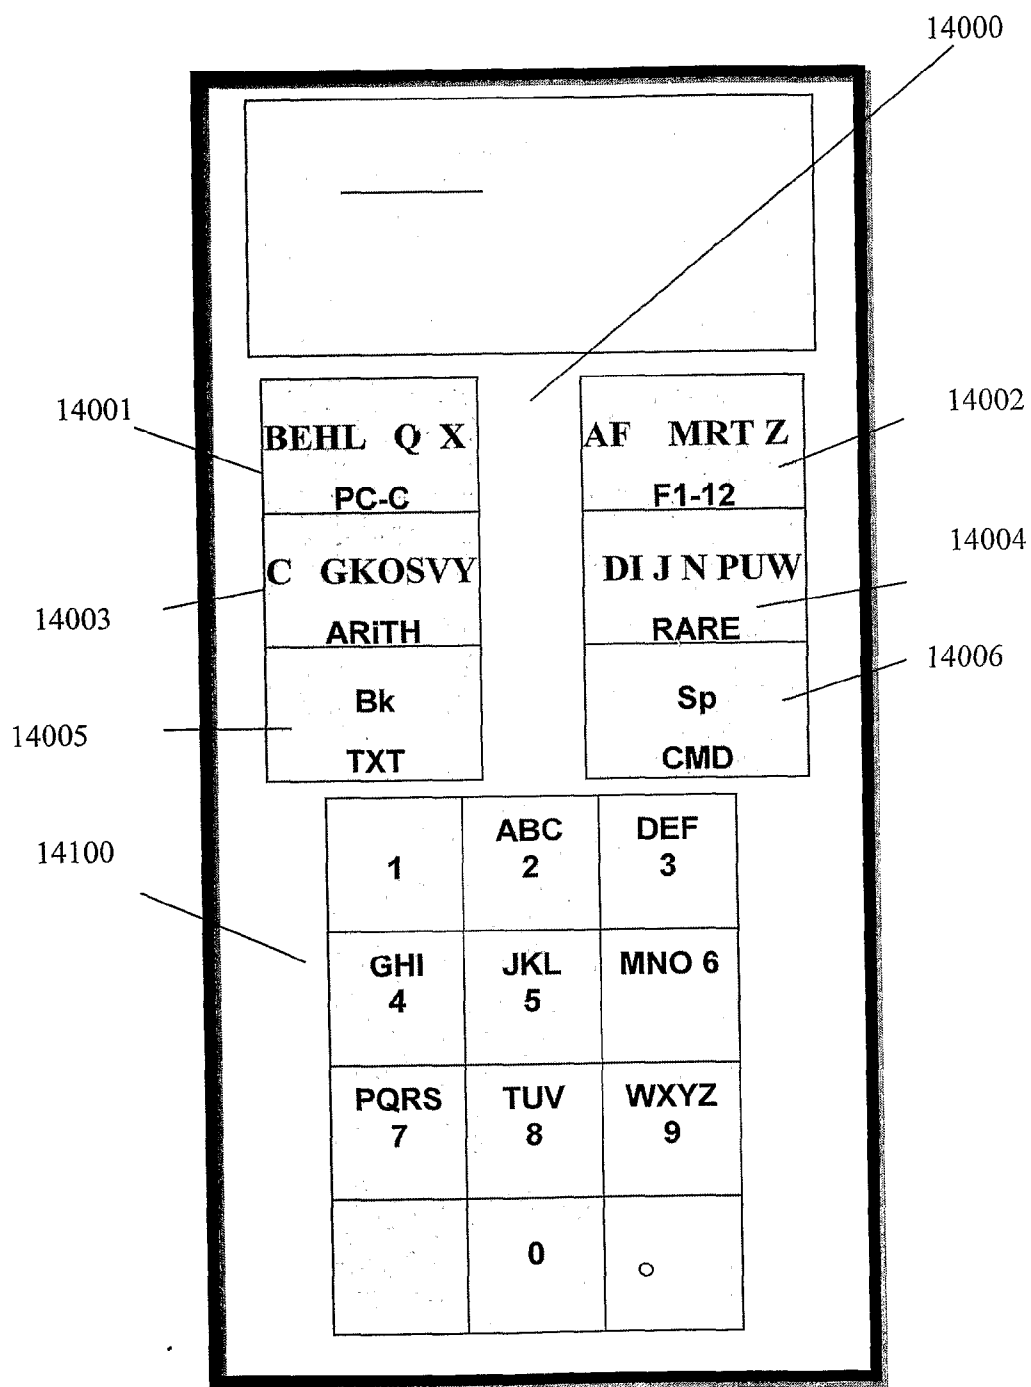 14000
14001
14002
BEHL Q X
AF MRT Z
PC-C
F1-12
14003
14004
C GKOSVY
DI J N PUW
ARiTH
RARE
14005
14006
Bk
Sp
TXT
CMD
14100
1
ABC
2
DEF
3
GHI
4
JKL
5
MNO 6
PQRS
7
TUV
8
WXYZ
9
0